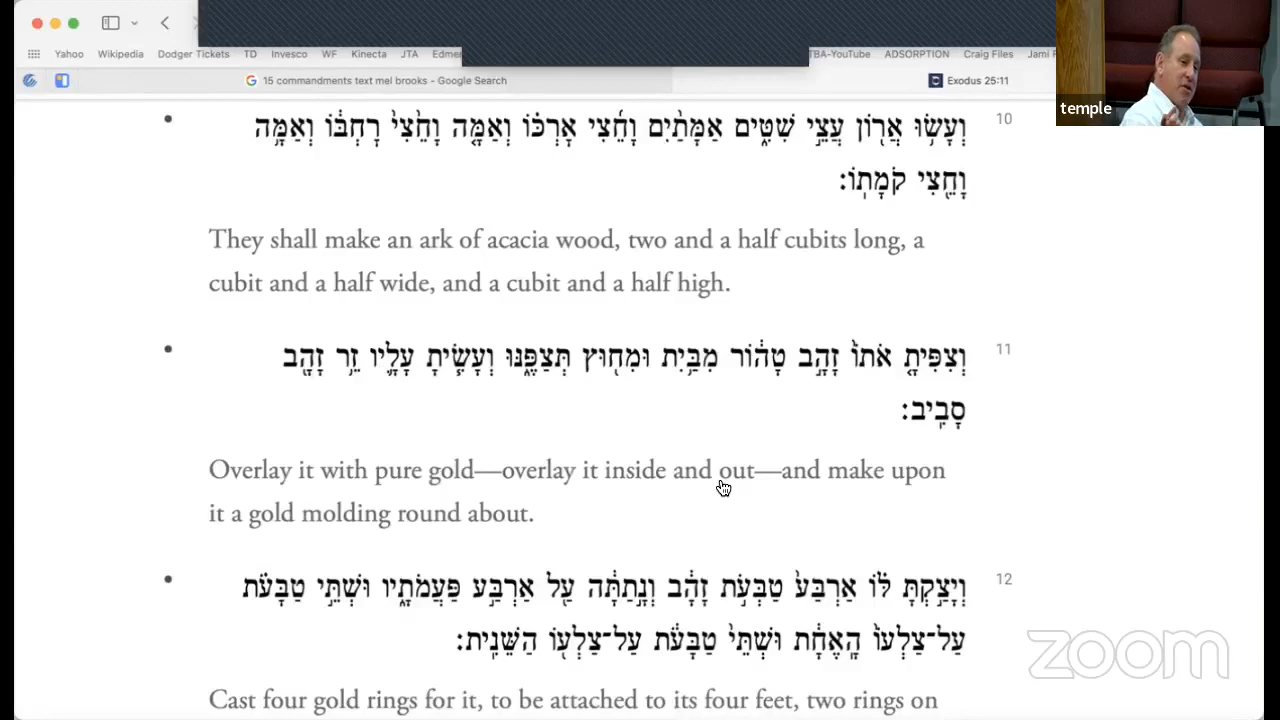 Yahoo Wikipedia Dodger Tickets TD Invesco WF Kinecta JTA TBA-YouTube ADSORPTION Craig Files
15 commandments text mel brooks - Google Search Exodus 25:11
temple
10
וְעָשׂ֥וּ אֲר֖וֹן עֲצֵ֣י שִׁטִּ֑ים אַמָּתַ֨יִם וָחֵ֜צִי אׇרְכּ֗וֹ וְאַמָּ֤ה וָחֵ֙צִי֙ רׇחְבּ֔וֹ וְאַמָּ֥ה
וָחֵ֖צִי קֹמָתֽוֹ׃
They shall make an ark of acacia wood, two and a half cubits long, a
cubit and a half wide, and a cubit and a half high.
11
וְצִפִּיתָ֤ אֹתוֹ֙ זָהָ֣ב טָה֔וֹר מִבַּ֥יִת וּמִח֖וּץ תְּצַפֶּ֑נּוּ וְעָשִׂ֧יתָ עָלָ֛יו זֵ֥ר זָהָ֖ב
סָבִֽיב׃
Overlay it with pure gold—overlay it inside and out—and make upon
it a gold molding round about.
12
וְיָצַ֣קְתָּ לּ֗וֹ אַרְבַּע֙ טַבְּעֹ֣ת זָהָ֔ב וְנָ֣תַתָּ֔ה עַ֖ל אַרְבַּ֣ע פַּעֲמֹתָ֑יו וּשְׁתֵּ֣י טַבָּעֹ֗ת
עַל־צַלְעוֹ֙ הָֽאֶחָ֔ת וּשְׁתֵּי֙ טַבָּעֹ֔ת עַל־צַלְע֖וֹ הַשֵּׁנִֽית׃
Cast four gold rings for it, to be attached to its four feet, two rings on
zoom